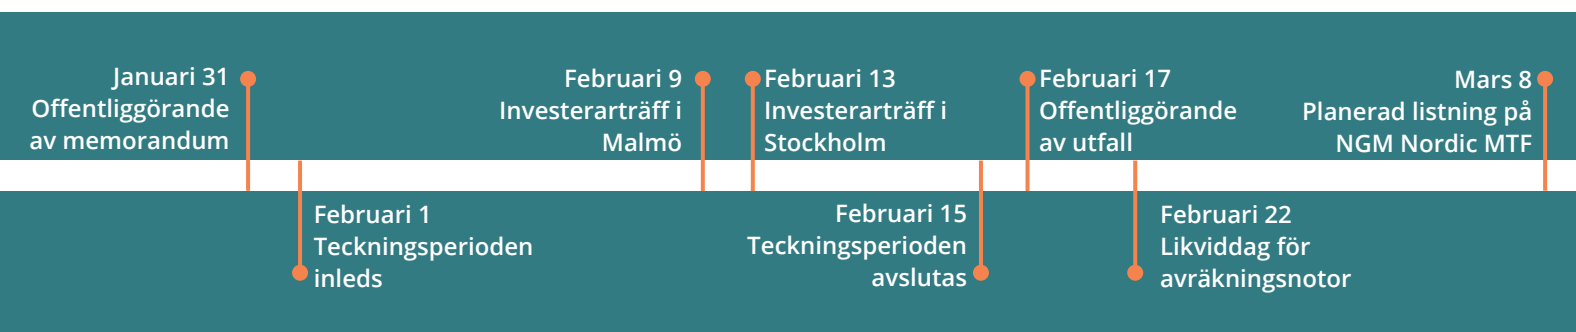 Januari 31
Offentliggörande
av memorandum
Februari 9
Investerarträff i
Malmö
Februari 13
Investerarträff i
Stockholm
Februari 17
Offentliggörande
av utfall
Mars 8
Planerad listning på
NGM Nordic MTF
Februari 1
Teckningsperioden
inleds
Februari 15
Teckningsperioden
avslutas
Februari 22
Likviddag för
avräkningsnotor